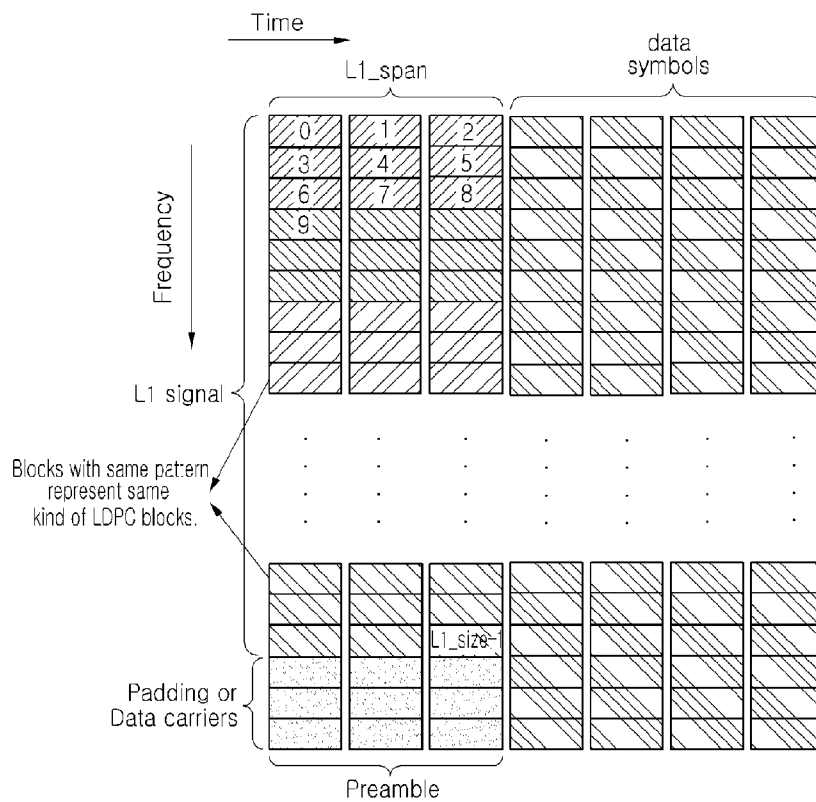 Time
data
symbols
L1_span
0 1 2
3 4 5
6 7 8
9
Frequency
L1 signal
Blocks with same pattern
represent same
kind of LDPC blocks.
L1_size-1
Padding or
Data carriers
Preamble